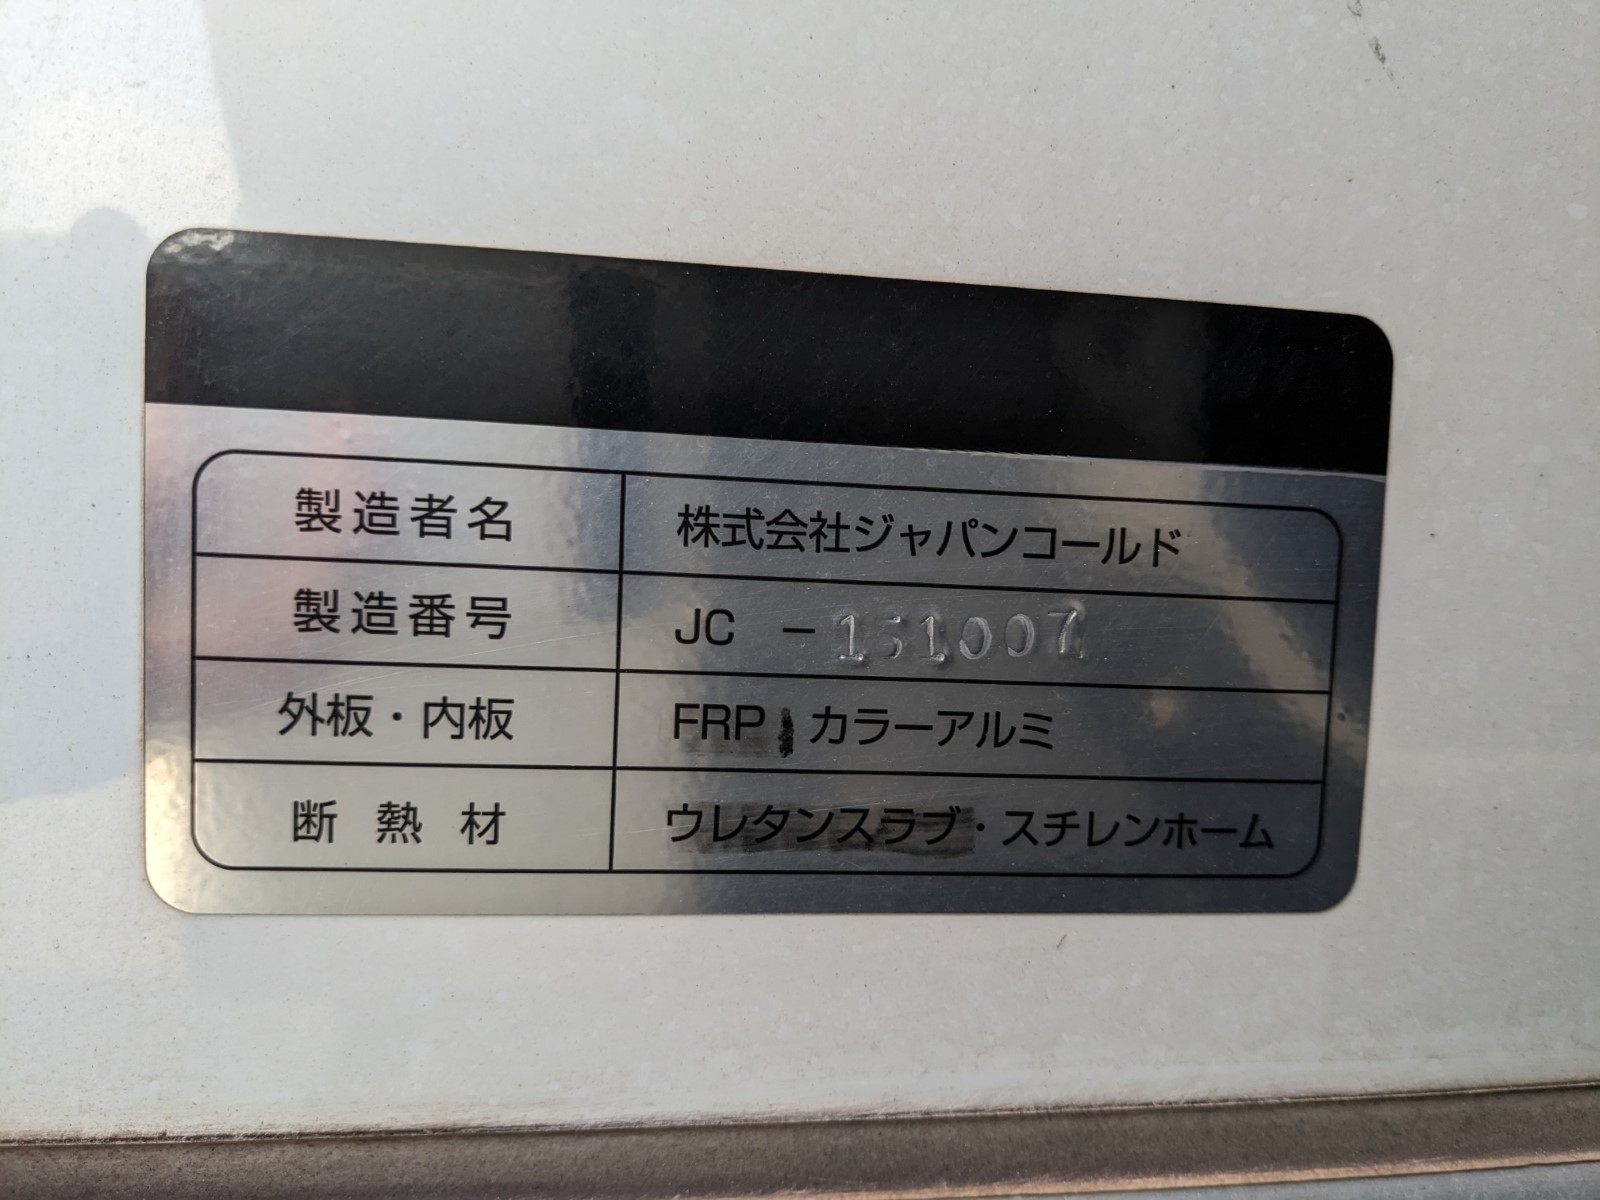 製造者名 株式会社ジャパンコールド
製造番号 JC －151007
外板・内板 FRP カラーアルミ
断熱材 ウレタンスラブ・スチレンホーム